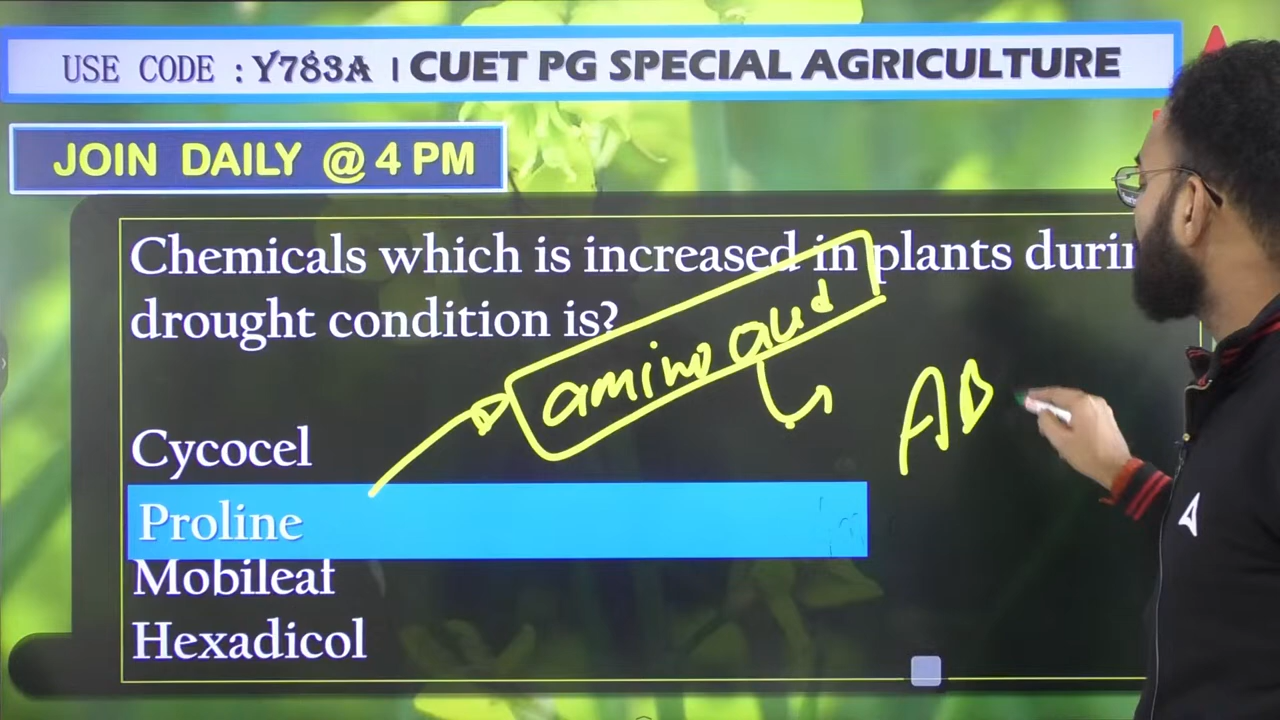 USE CODE : Y783A | CUET PG SPECIAL AGRICULTURE
JOIN DAILY @ 4 PM
Chemicals which is increased in plants durin
drought condition is?
amino acid
AB
Cycocel
Proline
Mobileaf
Hexadicol